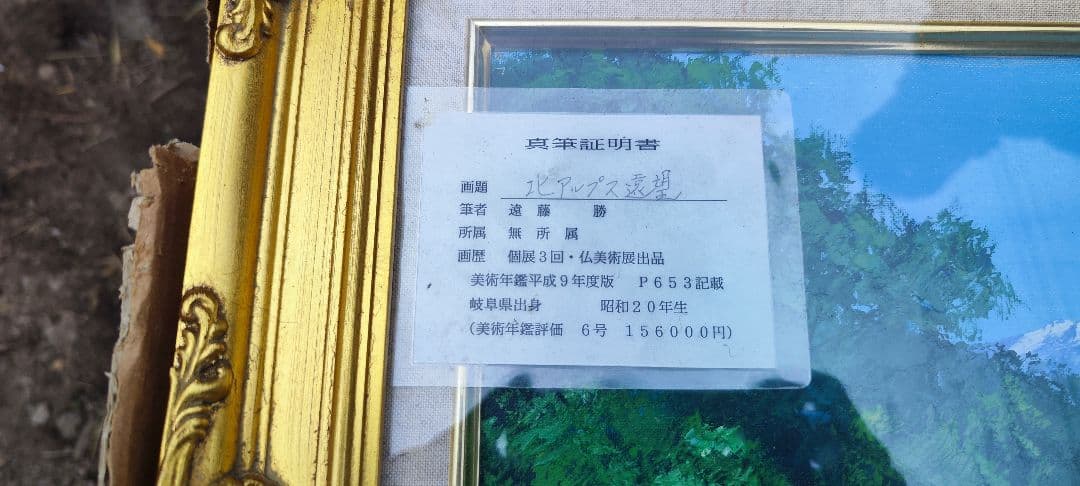 真筆証明書
画題 北アルプス遠望
筆者 遠藤 勝
所属 無所属
画歴 個展3回・仏美術展出品
美術年鑑平成9年度版 P653記載
岐阜県出身 昭和20年生
(美術年鑑評価 6号 156000円)